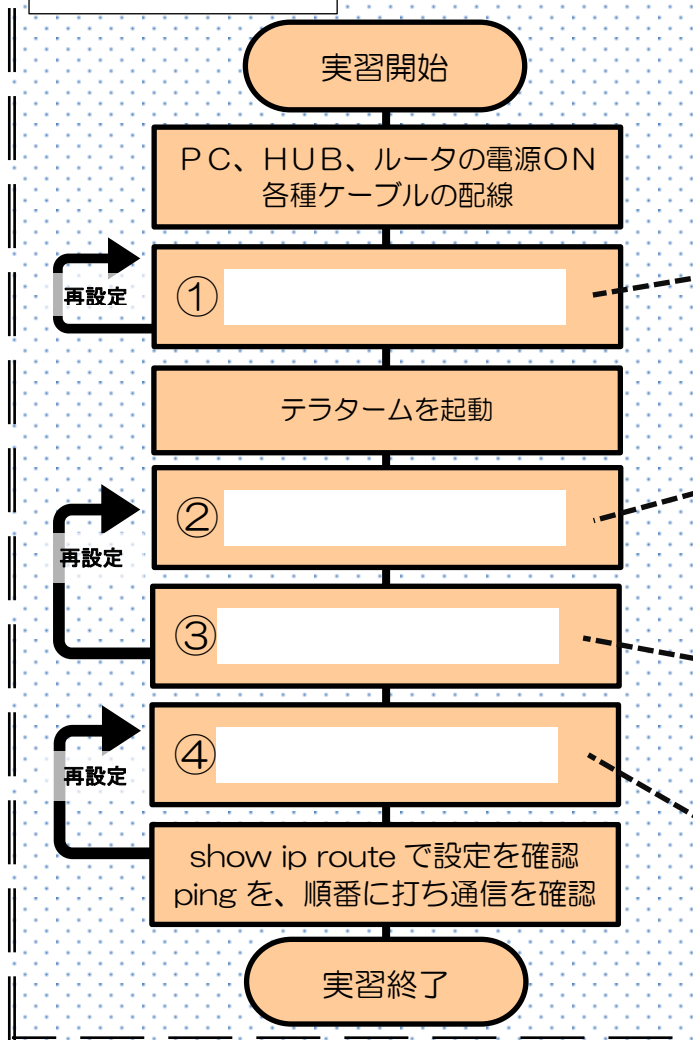 実習開始
PC、HUB、ルータの電源ON
各種ケーブルの配線
再設定
①
テラタームを起動
②
再設定
③
④
再設定
show ip route で設定を確認
ping を、順番に打ち通信を確認
実習終了